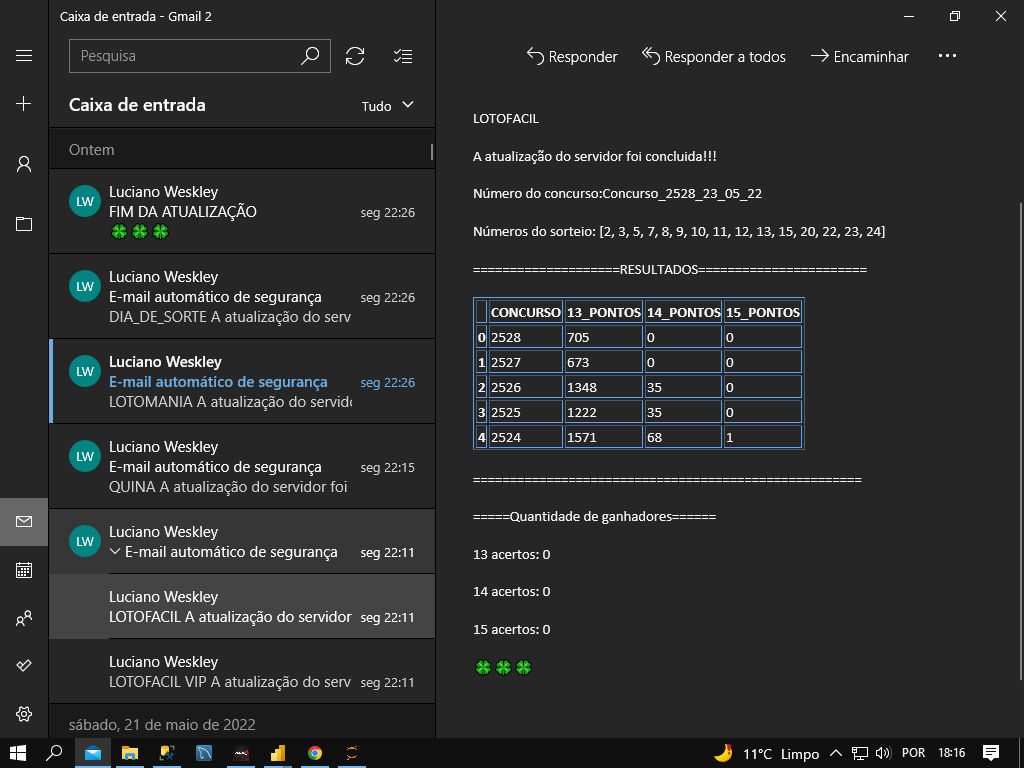 Caixa de entrada - Gmail 2
Pesquisa
Responder
Responder a todos
Encaminhar
Caixa de entrada
Tudo
Ontem
LW
Luciano Weskley
FIM DA ATUALIZAÇÃO
seg 22:26
LW
Luciano Weskley
E-mail automático de segurança
seg 22:26
DIA_DE_SORTE A atualização do serv
LW
Luciano Weskley
E-mail automático de segurança
seg 22:26
LOTOMANIA A atualização do servido
LW
Luciano Weskley
E-mail automático de segurança
seg 22:15
QUINA A atualização do servidor foi
LW
Luciano Weskley
E-mail automático de segurança
seg 22:11
Luciano Weskley
LOTOFACIL A atualização do servidor
seg 22:11
Luciano Weskley
LOTOFACIL VIP A atualização do serv
seg 22:11
sábado, 21 de maio de 2022
LOTOFACIL
A atualização do servidor foi concluida!!!
Número do concurso:Concurso_2528_23_05_22
Números do sorteio: [2, 3, 5, 7, 8, 9, 10, 11, 12, 13, 15, 20, 22, 23, 24]
====================RESULTADOS=======================
CONCURSO 13_PONTOS 14_PONTOS 15_PONTOS
0 2528 705 0 0
1 2527 673 0 0
2 2526 1348 35 0
3 2525 1222 35 0
4 2524 1571 68 1
=====================================================
=====Quantidade de ganhadores======
13 acertos: 0
14 acertos: 0
15 acertos: 0
11°C Limpo
POR
18:16